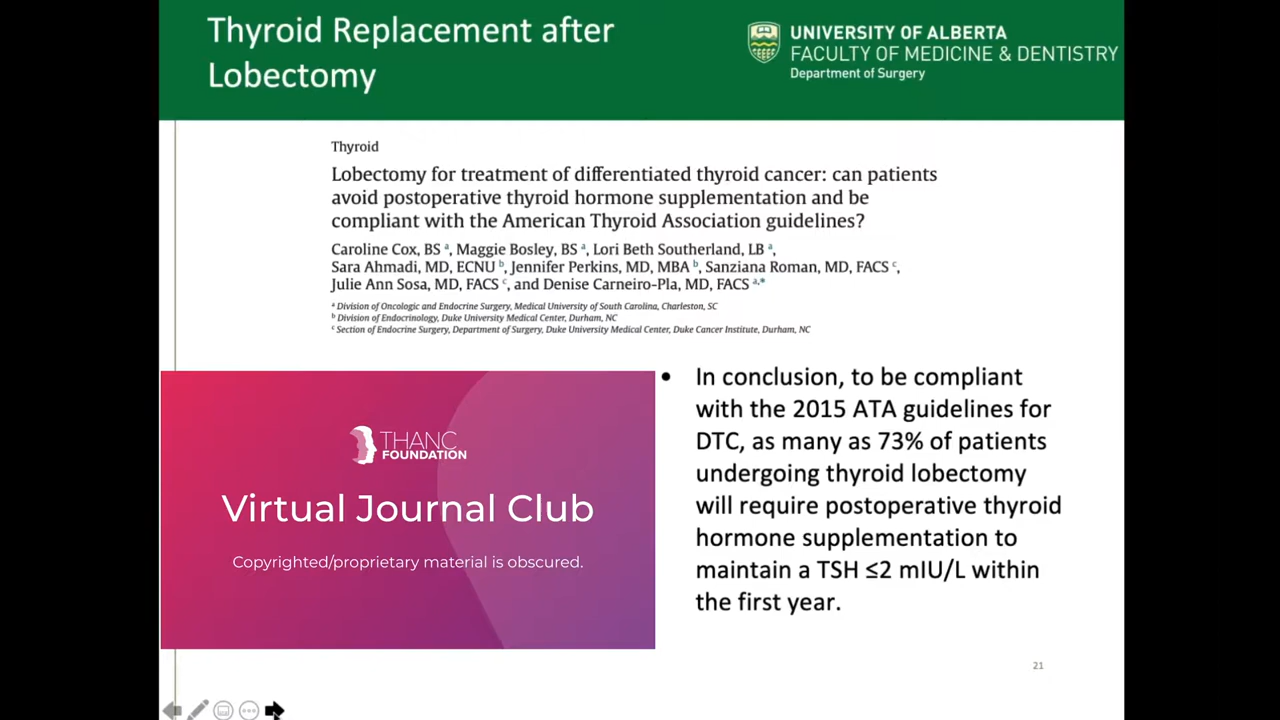 Thyroid Replacement after
Lobectomy
UNIVERSITY OF ALBERTA
FACULTY OF MEDICINE & DENTISTRY
Department of Surgery
Thyroid
Lobectomy for treatment of differentiated thyroid cancer: can patients
avoid postoperative thyroid hormone supplementation and be
compliant with the American Thyroid Association guidelines?
Caroline Cox, BS a, Maggie Bosley, BS a, Lori Beth Southerland, LB a,
Sara Ahmadi, MD, ECNU b, Jennifer Perkins, MD, MBA b, Sanziana Roman, MD, FACS c,
Julie Ann Sosa, MD, FACS c, and Denise Carneiro-Pla, MD, FACS a,*
a Division of Oncologic and Endocrine Surgery, Medical University of South Carolina, Charleston, SC
b Division of Endocrinology, Duke University Medical Center, Durham, NC
c Section of Endocrine Surgery, Department of Surgery, Duke University Medical Center, Duke Cancer Institute, Durham, NC
THANC
FOUNDATION
Virtual Journal Club
Copyrighted/proprietary material is obscured.
• In conclusion, to be compliant
with the 2015 ATA guidelines for
DTC, as many as 73% of patients
undergoing thyroid lobectomy
will require postoperative thyroid
hormone supplementation to
maintain a TSH ≤2 mIU/L within
the first year.
21